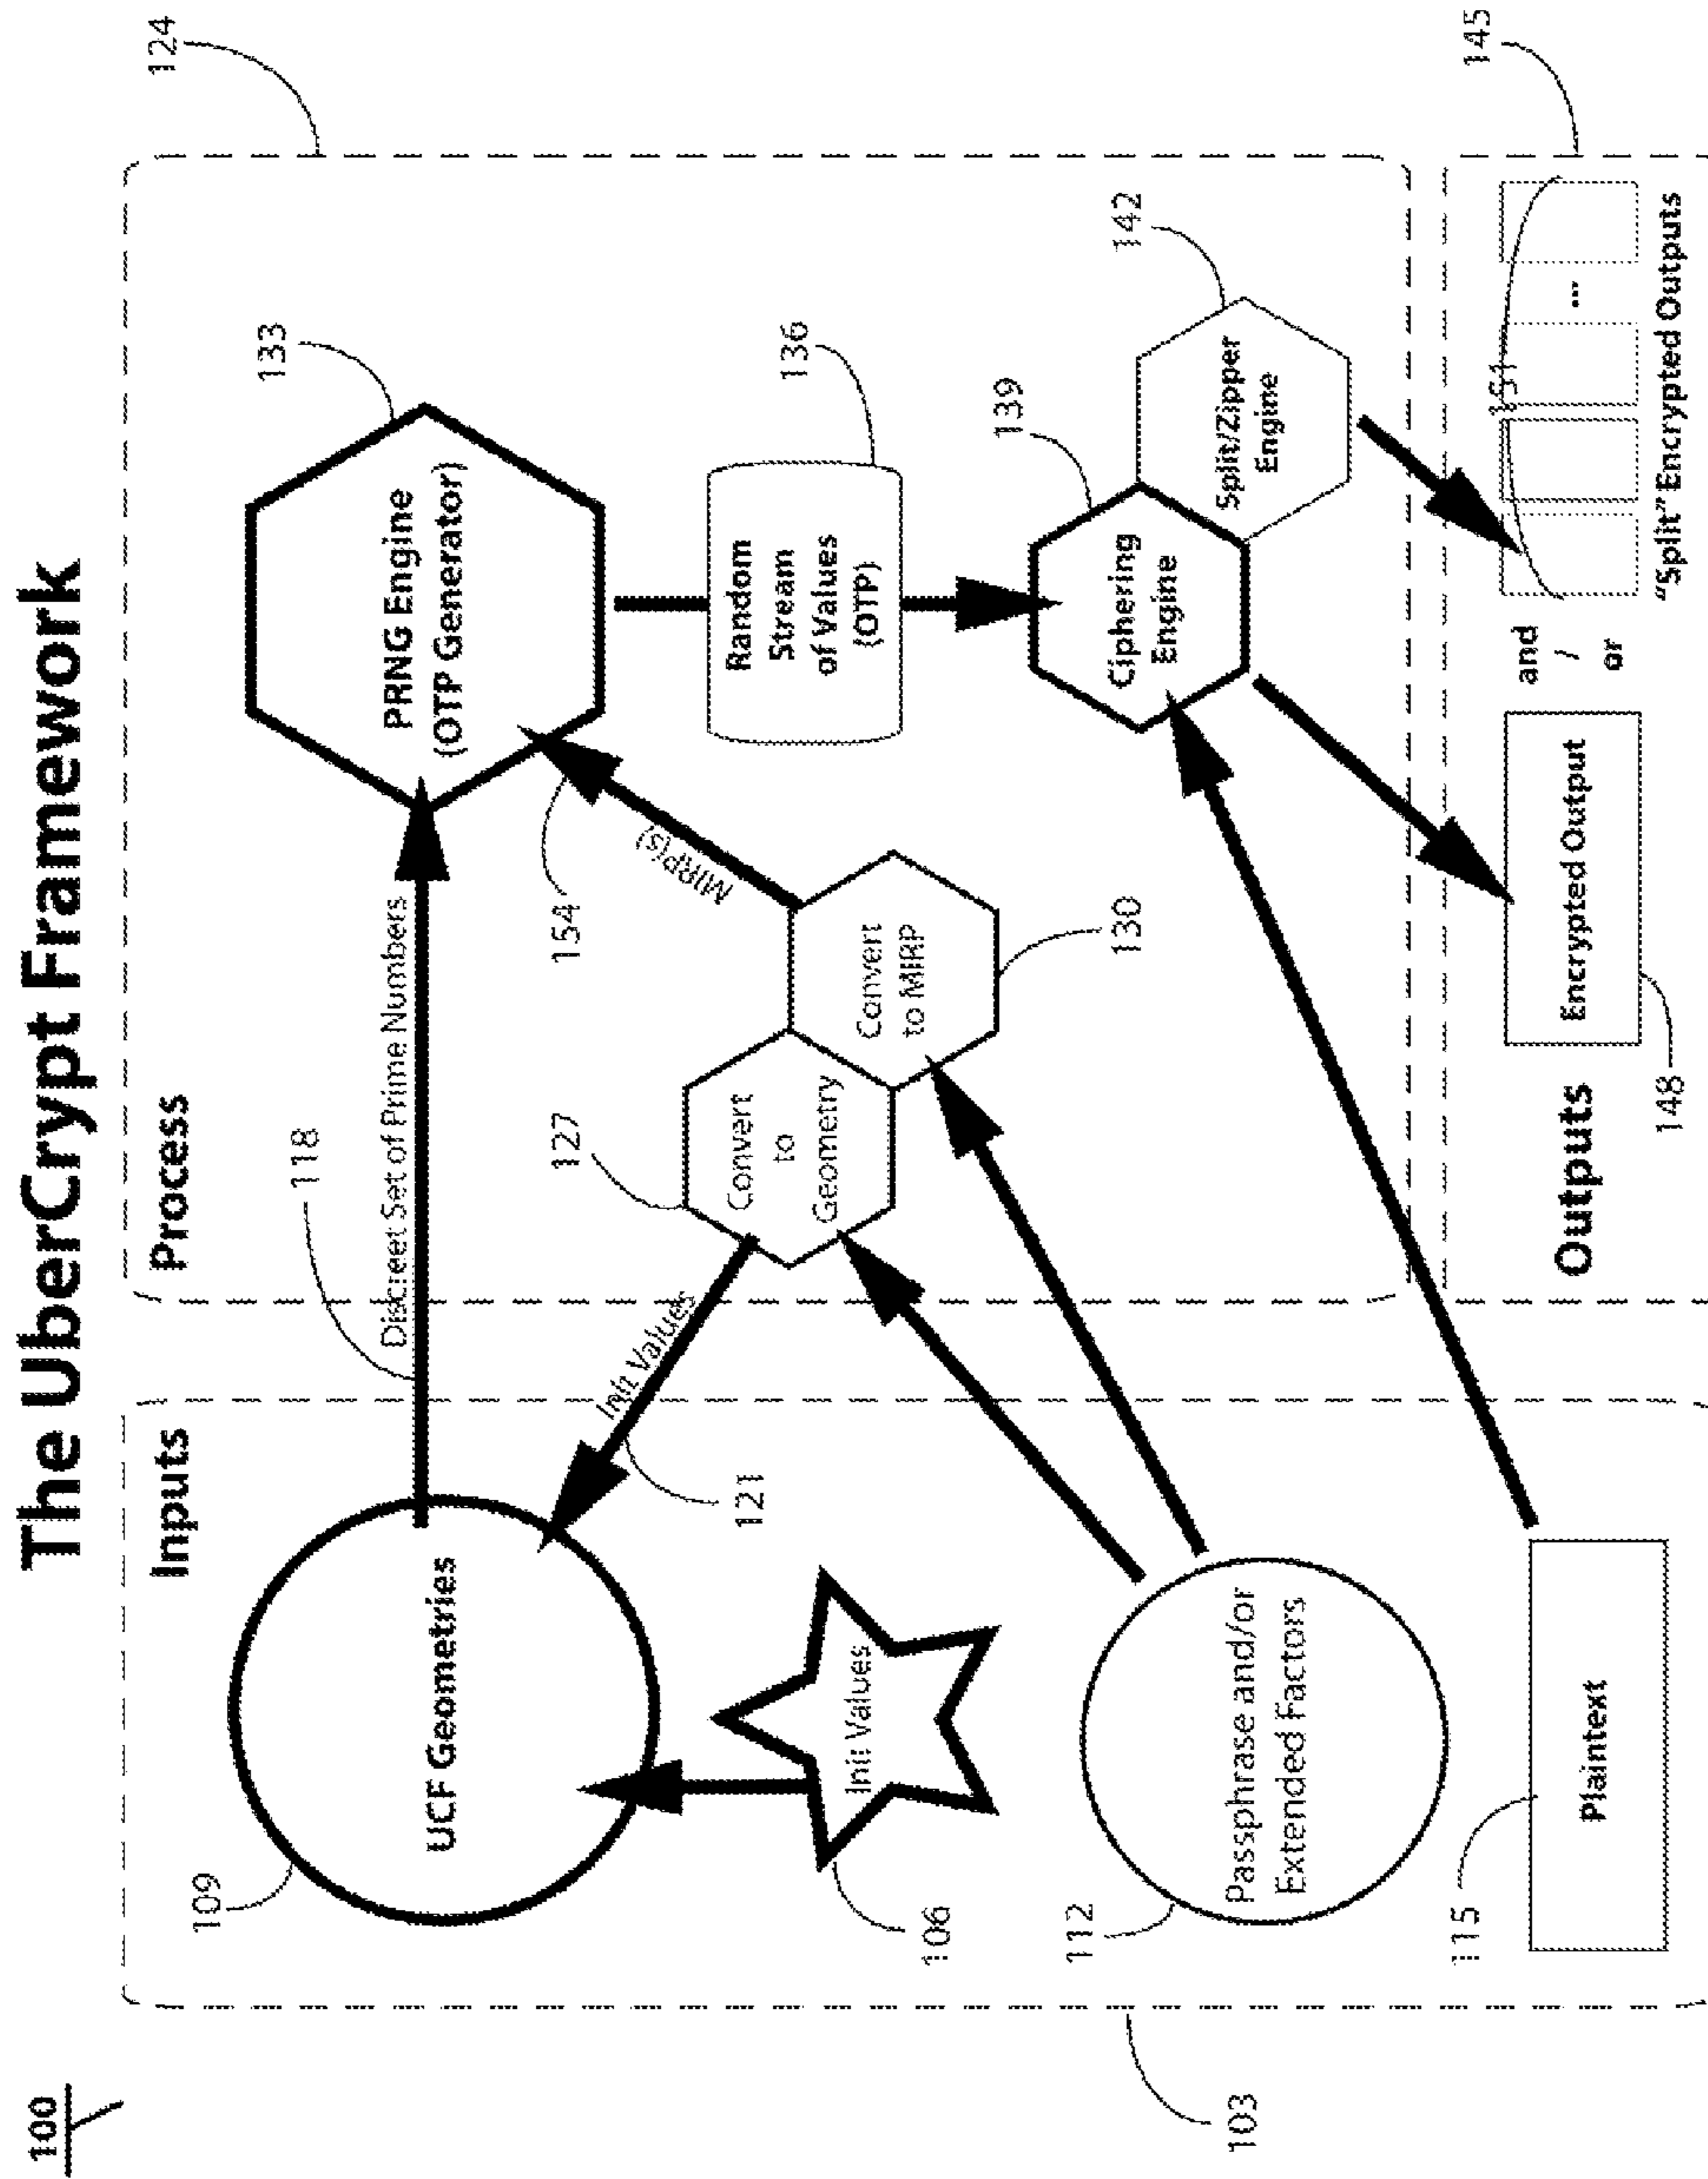 The UberCrypt Framework
100
Inputs
109
UCF Geometries
106
Init Values
112
Passphrase and/or
Extended Factors
115
Plaintext
103
118
Discreet Set of Prime Numbers
121
Init Values
Process
124
127
Convert
to
Geometry
130
Convert
to MIRP
154
MIRP(s)
133
PRNG Engine
(OTP Generator)
136
Random
Stream
of Values
(OTP)
139
Ciphering
Engine
142
Split/Zipper
Engine
Outputs
145
148
Encrypted Output
and
/
or
151
...
"Split" Encrypted Outputs